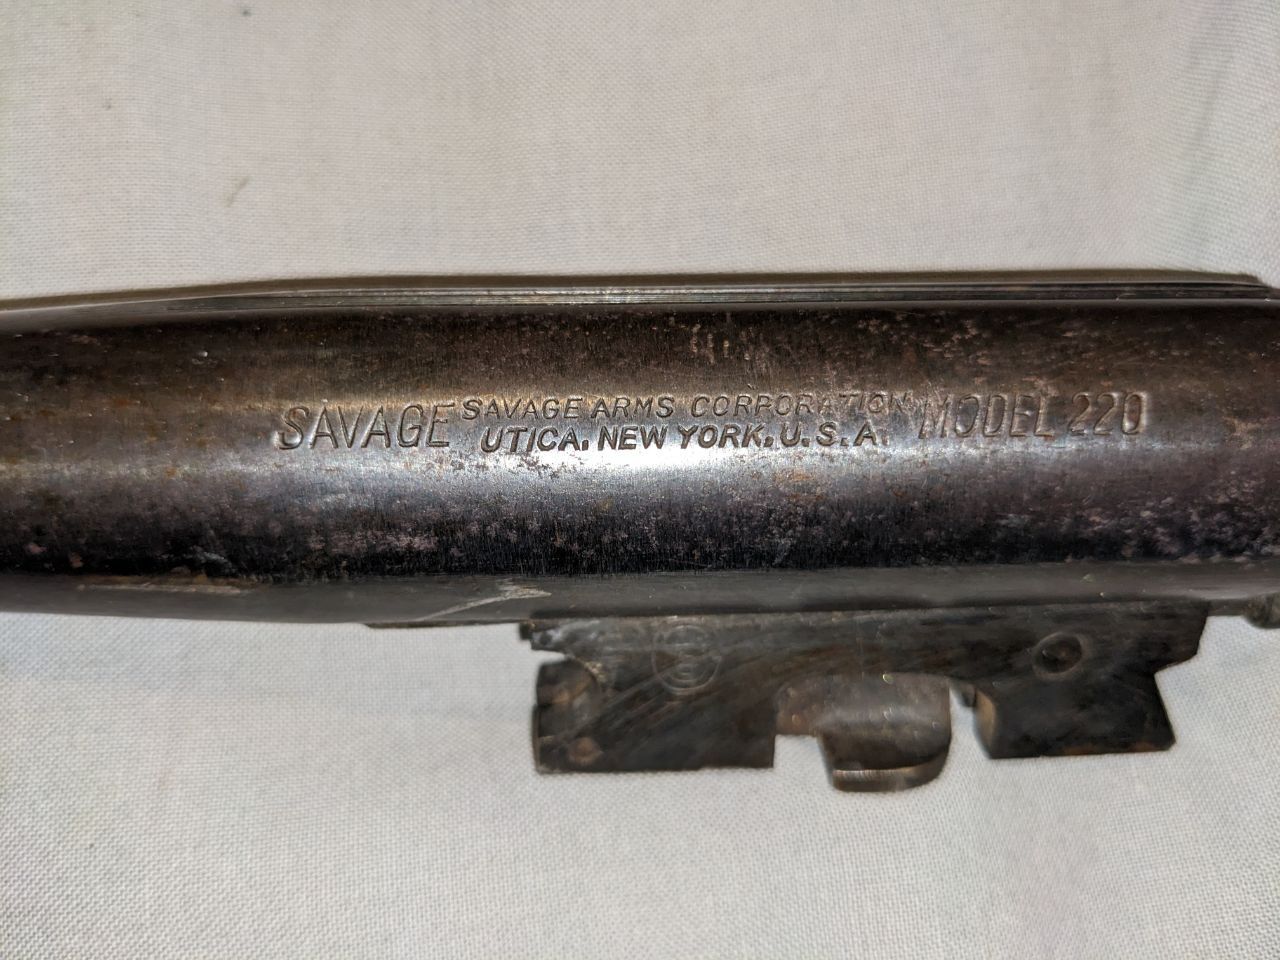 SAVAGE SAVAGE ARMS CORPORATION MODEL 220
UTICA, NEW YORK, U.S.A.